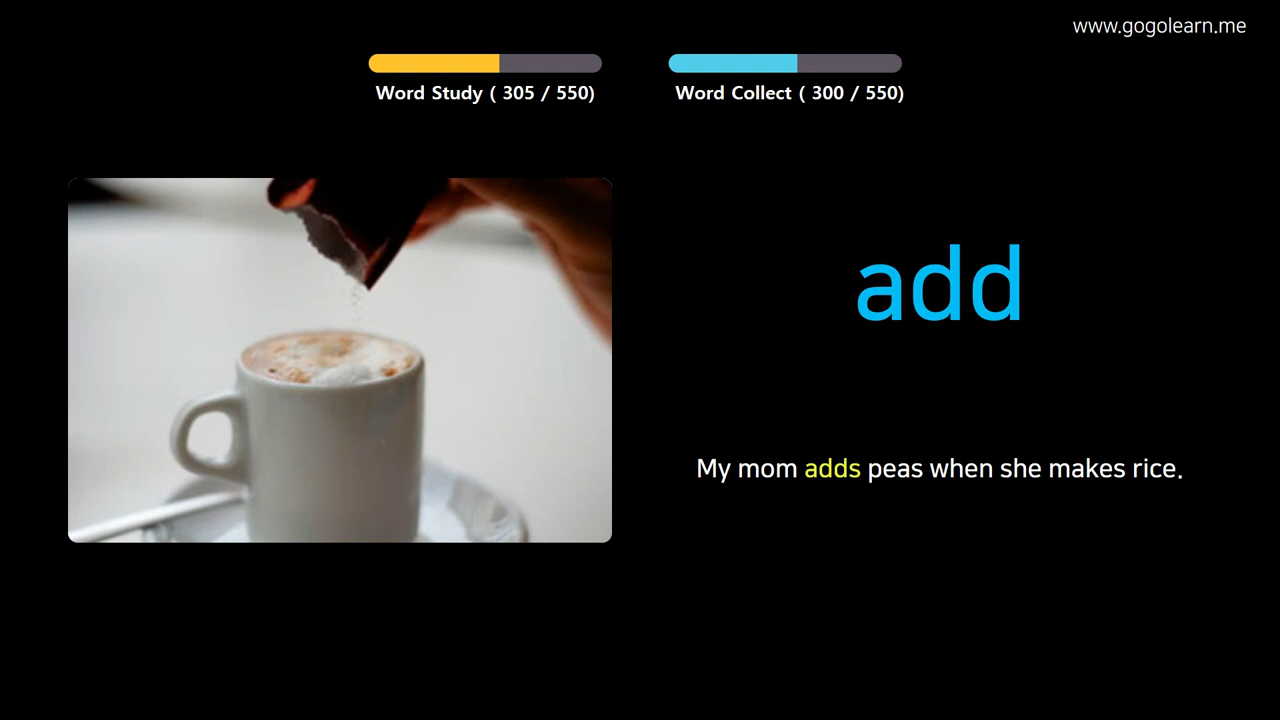 www.gogolearn.me
Word Study ( 305 / 550)
Word Collect ( 300 / 550)
add
My mom adds peas when she makes rice.